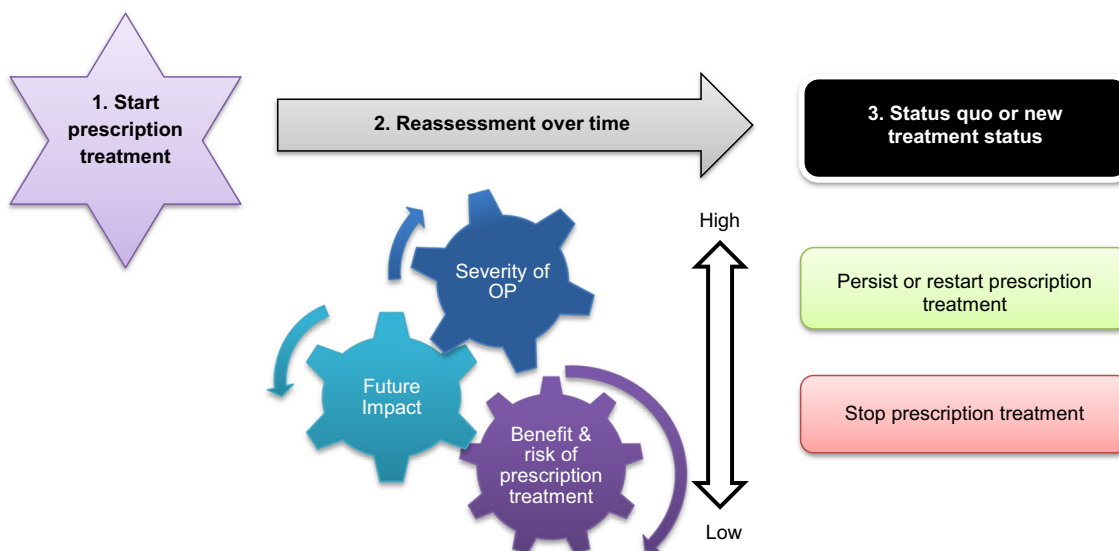 1. Start
prescription
treatment
2. Reassessment over time
3. Status quo or new
treatment status
High
Severity of
OP
Persist or restart prescription
treatment
Future
Impact
Stop prescription treatment
Benefit &
risk of
prescription
treatment
Low